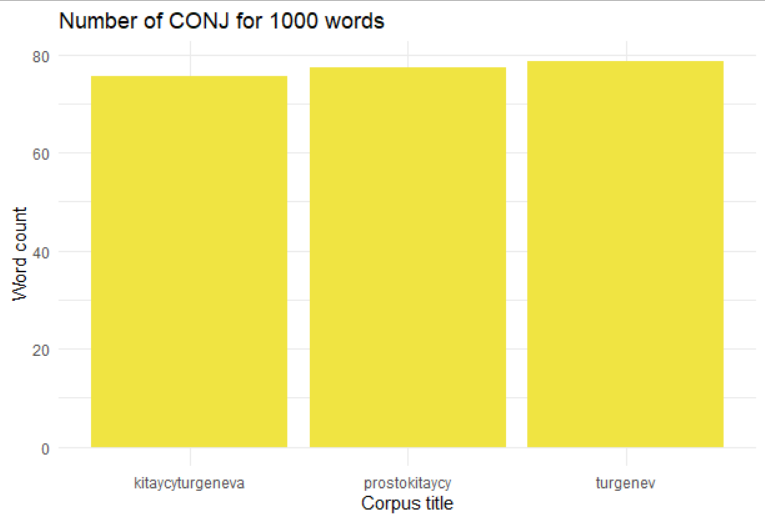 Number of CONJ for 1000 words
80
60
40
20
0
Word count
kitaycyturgeneva prostokitaycy turgenev
Corpus title